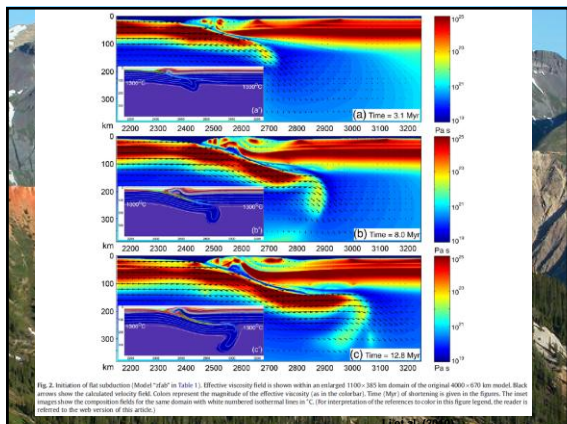 0
100
200
300
km
2200 2300 2400 2500 2600 2700 2800 2900 3000 3100 3200
1300°C
1300°C
(a')
(a) Time = 3.1 Myr
10²⁵
10¹⁹
Pa s
0
100
200
300
km
2200 2300 2400 2500 2600 2700 2800 2900 3000 3100 3200
(b')
(b) Time = 8.0 Myr
10¹⁹
Pa s
0
100
200
300
km
2200 2300 2400 2500 2600 2700 2800 2900 3000 3100 3200
1300°C
1300°C
(c')
(c) Time = 12.8 Myr
10¹⁹
Pa s
Fig. 2. Initiation of flat subduction (Model "zfab" in Table 1). Effective viscosity field is shown within an enlarged 1100×385 km domain of the original 4000×670 km model. Black
arrows show the calculated velocity field. Colors represent the magnitude of the effective viscosity (as in the colorbar). Time (Myr) of shortening is given in the figures. The inset
images show the composition fields for the same domain with white numbered isothermal lines in °C. (For interpretation of the references to color in this figure legend, the reader is
referred to the web version of this article.)